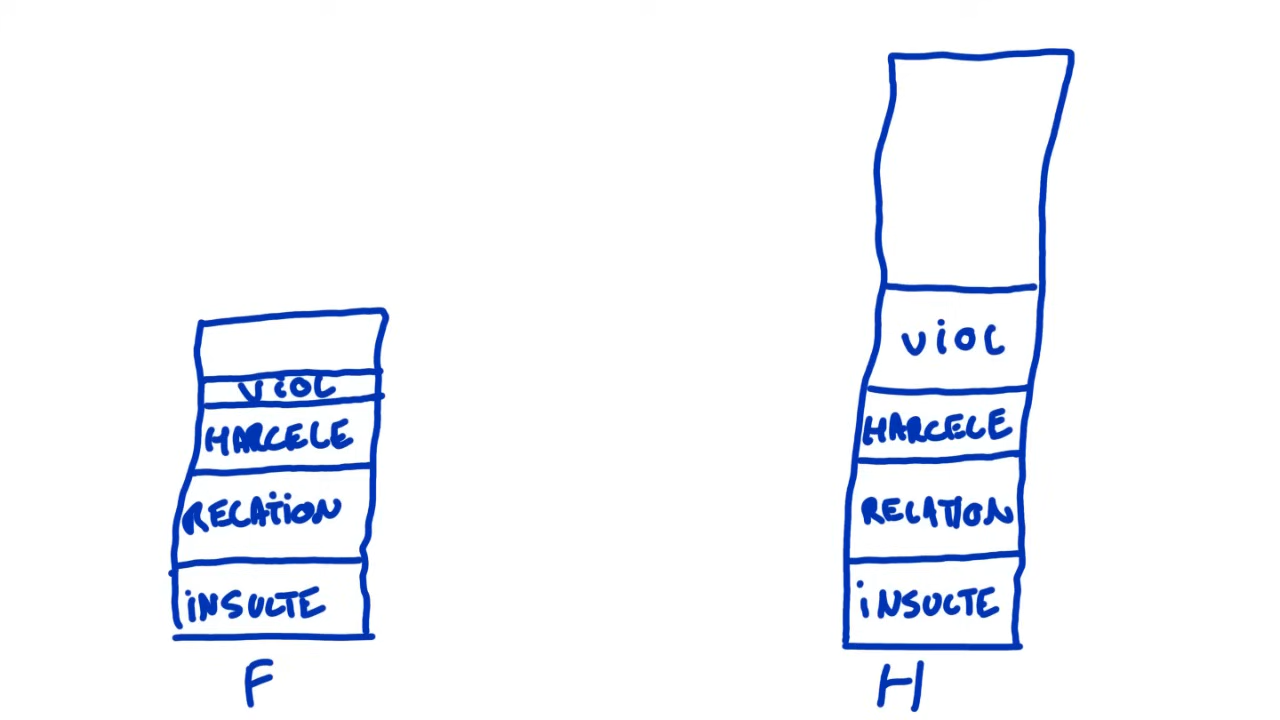 VIOL
HARCELE
RELATION
INSULTE
F
VIOL
HARCELE
RELATION
INSULTE
H